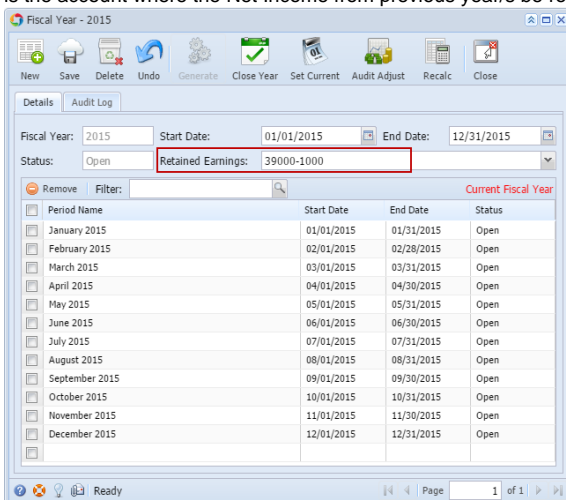 is the account where the Net Income from previous year/s be
Fiscal Year - 2015
New Save Delete Undo Generate Close Year Set Current Audit Adjust Recalc Close
Details Audit Log
Fiscal Year: 2015 Start Date: 01/01/2015 End Date: 12/31/2015
Status: Open Retained Earnings: 39000-1000
Remove Filter: Current Fiscal Year
Period Name Start Date End Date Status
January 2015 01/01/2015 01/31/2015 Open
February 2015 02/01/2015 02/28/2015 Open
March 2015 03/01/2015 03/31/2015 Open
April 2015 04/01/2015 04/30/2015 Open
May 2015 05/01/2015 05/31/2015 Open
June 2015 06/01/2015 06/30/2015 Open
July 2015 07/01/2015 07/31/2015 Open
August 2015 08/01/2015 08/31/2015 Open
September 2015 09/01/2015 09/30/2015 Open
October 2015 10/01/2015 10/31/2015 Open
November 2015 11/01/2015 11/30/2015 Open
December 2015 12/01/2015 12/31/2015 Open
Ready Page 1 of 1